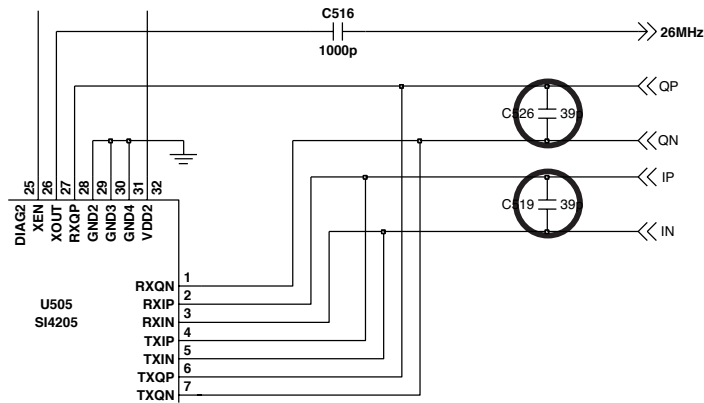 C516
1000p
26MHz
QP
C526
39p
QN
IP
C519
39p
IN
25
26
27
28
29
30
31
32
DIAG2
XEN
XOUT
RXQP
GND2
GND3
GND4
VDD2
U505
SI4205
RXQN 1
RXIP 2
RXIN 3
TXIP 4
TXIN 5
TXQP 6
TXQN 7